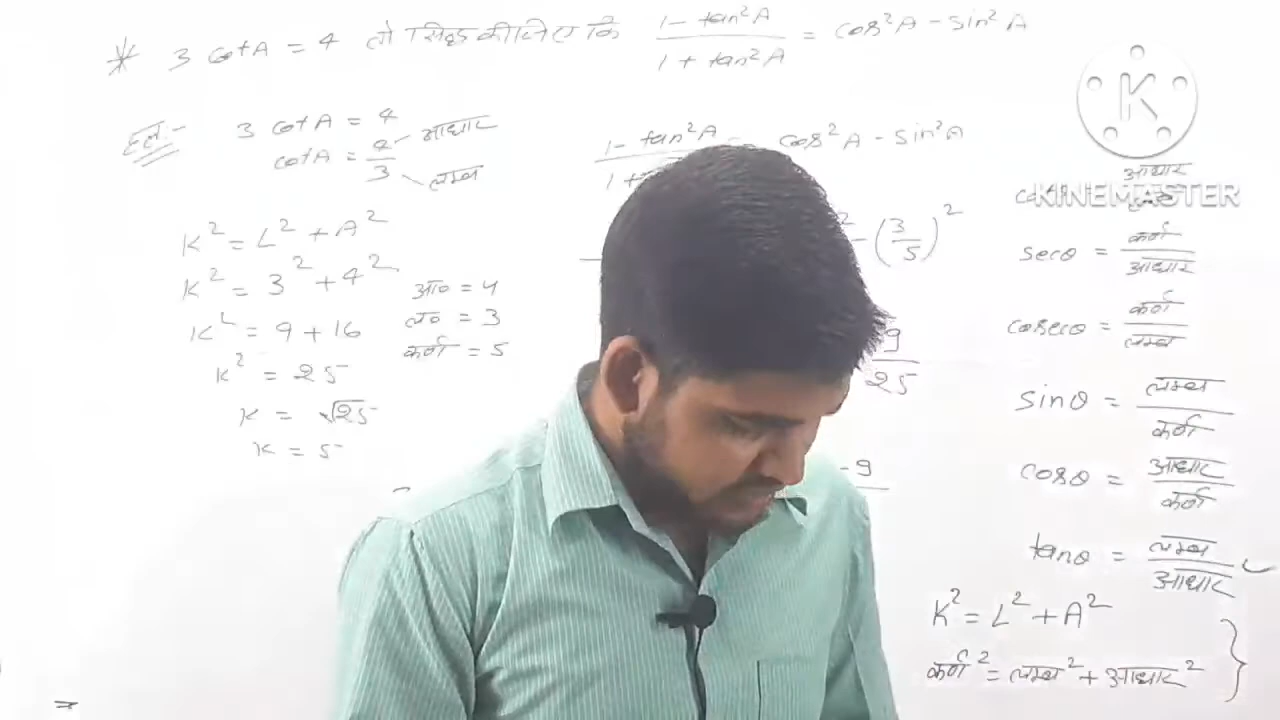 * 3 cotA = 4 तो सिद्ध कीजिए कि 1 - tan²A / 1 + tan²A = cos²A - sin²A
हल:- 3 cotA = 4
cotA = 4/3 आधार लम्ब
K² = L² + A²
K² = 3² + 4²
K² = 9 + 16
K² = 25
K = √25
K = 5
आ० = 4
ल० = 3
कर्ण = 5
1 - tan²A = cos²A - sin²A
1+
2 - (3/5)²
9/25
-9
=
K
KINEMASTER
आधार
secθ = कर्ण/आधार
cosecθ = कर्ण/लम्ब
sinθ = लम्ब/कर्ण
cosθ = आधार/कर्ण
tanθ = लम्ब/आधार
K² = L² + A²
कर्ण² = लम्ब² + आधार²